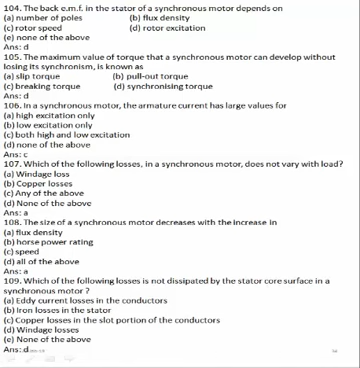 104. The back e.m.f. in the stator of a synchronous motor depends on
(a) number of poles (b) flux density
(c) rotor speed (d) rotor excitation
(e) none of the above
Ans: d
105. The maximum value of torque that a synchronous motor can develop without
losing its synchronism, is known as
(a) slip torque (b) pull-out torque
(c) breaking torque (d) synchronising torque
Ans: d
106. In a synchronous motor, the armature current has large values for
(a) high excitation only
(b) low excitation only
(c) both high and low excitation
(d) none of the above
Ans: c
107. Which of the following losses, in a synchronous motor, does not vary with load?
(a) Windage loss
(b) Copper losses
(c) Any of the above
(d) None of the above
Ans: a
108. The size of a synchronous motor decreases with the increase in
(a) flux density
(b) horse power rating
(c) speed
(d) all of the above
Ans: a
109. Which of the following losses is not dissipated by the stator core surface in a
synchronous motor ?
(a) Eddy current losses in the conductors
(b) Iron losses in the stator
(c) Copper losses in the slot portion of the conductors
(d) Windage losses
(e) None of the above
Ans: d